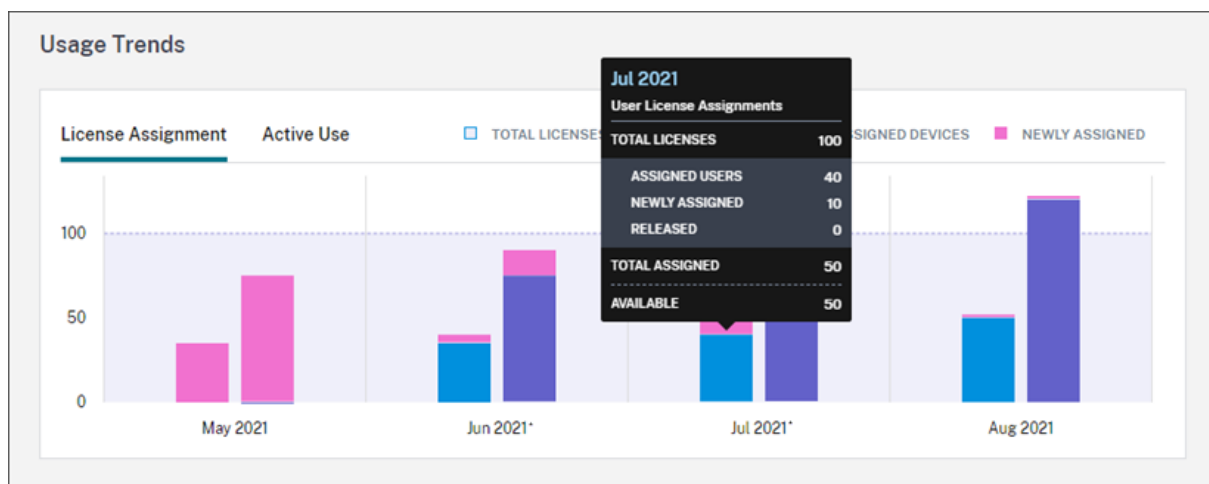 Usage Trends
License Assignment Active Use TOTAL LICENSES NEWLY ASSIGNED
DEVICES
Jul 2021
User License Assignments
TOTAL LICENSES 100
ASSIGNED USERS 40
NEWLY ASSIGNED 10
RELEASED 0
TOTAL ASSIGNED 50
AVAILABLE 50
100
50
0
May 2021 Jun 2021* Jul 2021* Aug 2021